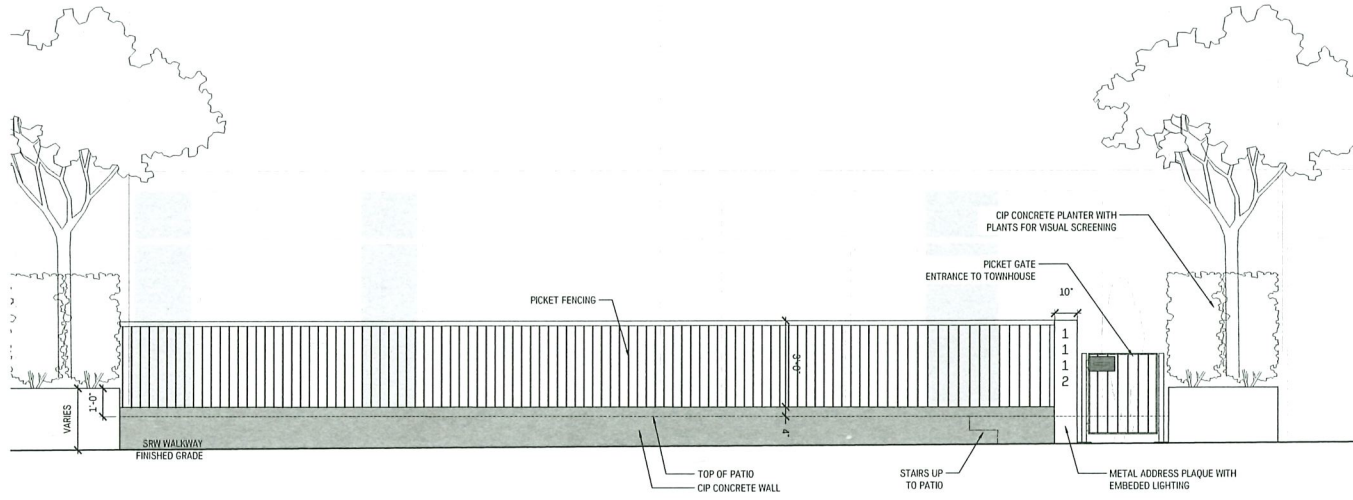 CIP CONCRETE PLANTER WITH
PLANTS FOR VISUAL SCREENING
PICKET GATE
ENTRANCE TO TOWNHOUSE
10"
PICKET FENCING
1
1
1
2
3'-0"
1'-0"
VARIES
4"
SRW WALKWAY
FINISHED GRADE
TOP OF PATIO
CIP CONCRETE WALL
STAIRS UP
TO PATIO
METAL ADDRESS PLAQUE WITH
EMBEDED LIGHTING